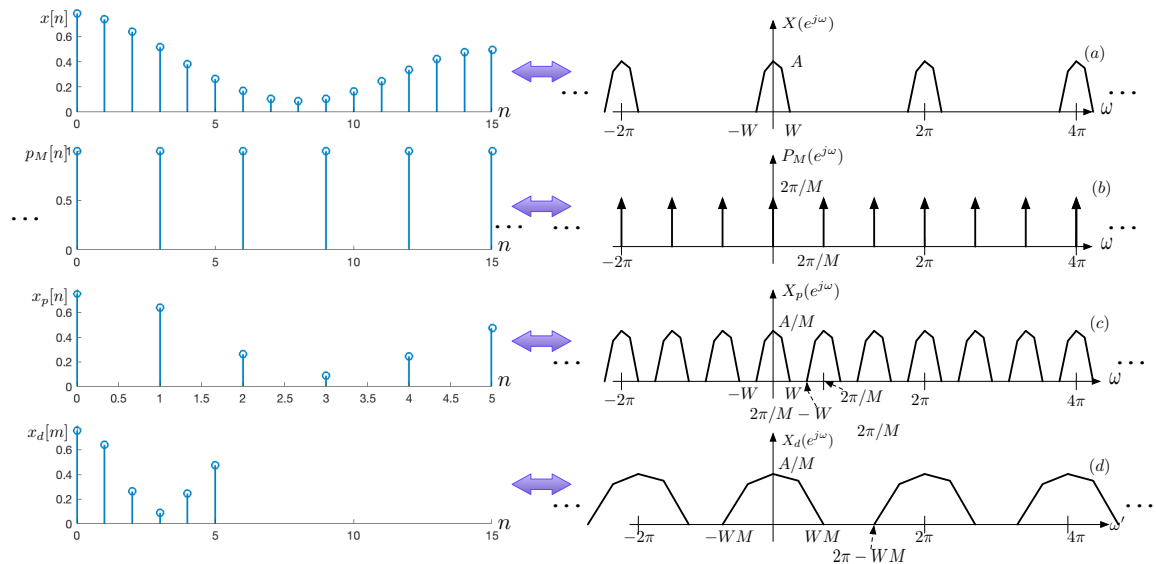 x[n]
0.6
0.4
0.2
0
0 5 15
n
X(e^{jω})
A
(a)
... ...
−2π −W W 2π 4π ω
p_M[n] 1
0.5
0
0 5 10 15
n
... ...
P_M(e^{jω})
2π/M
(b)
... ...
−2π 2π/M 2π 4π ω
x_p[n]
0.6
0.4
0.2
0
0 0.5 1 1.5 2 2.5 3 3.5 4 4.5 5
n
X_p(e^{jω})
A/M
(c)
... ...
−2π −W W 2π/M 2π 4π ω
2π/M − W
2π/M
x_d[m]
0.6
0.4
0.2
0
0 5 10 15
n
X_d(e^{jω})
A/M
(d)
... ...
−2π −WM WM 2π 4π ω'
2π − WM